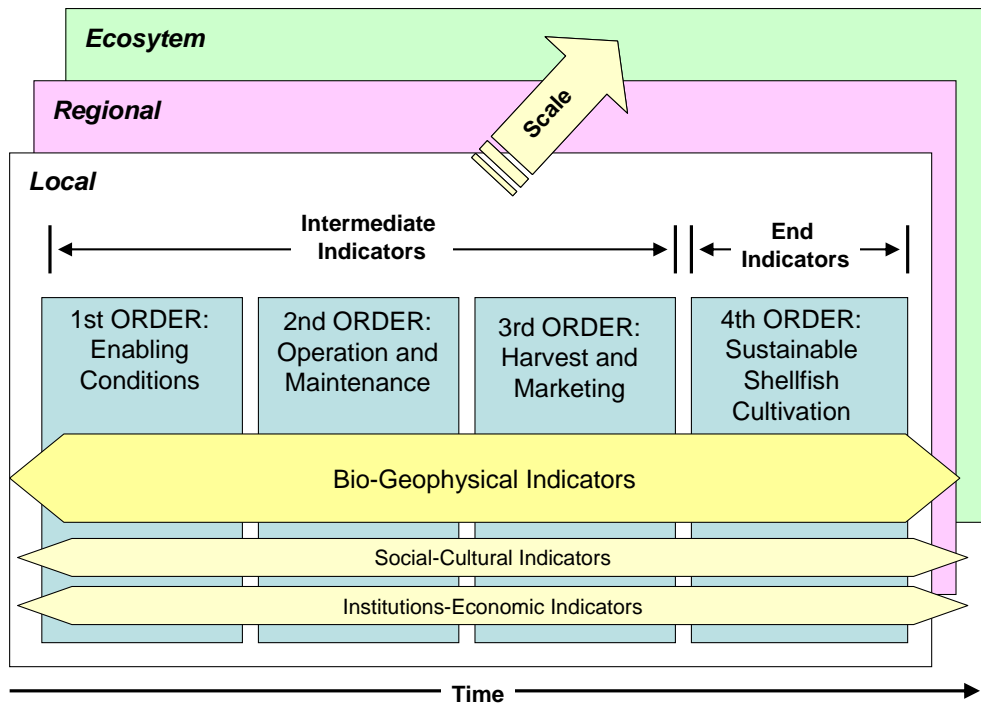 Ecosytem
Regional
Local
Scale
Intermediate
Indicators
End
Indicators
1st ORDER:
Enabling
Conditions
2nd ORDER:
Operation and
Maintenance
3rd ORDER:
Harvest and
Marketing
4th ORDER:
Sustainable
Shellfish
Cultivation
Bio-Geophysical Indicators
Social-Cultural Indicators
Institutions-Economic Indicators
Time